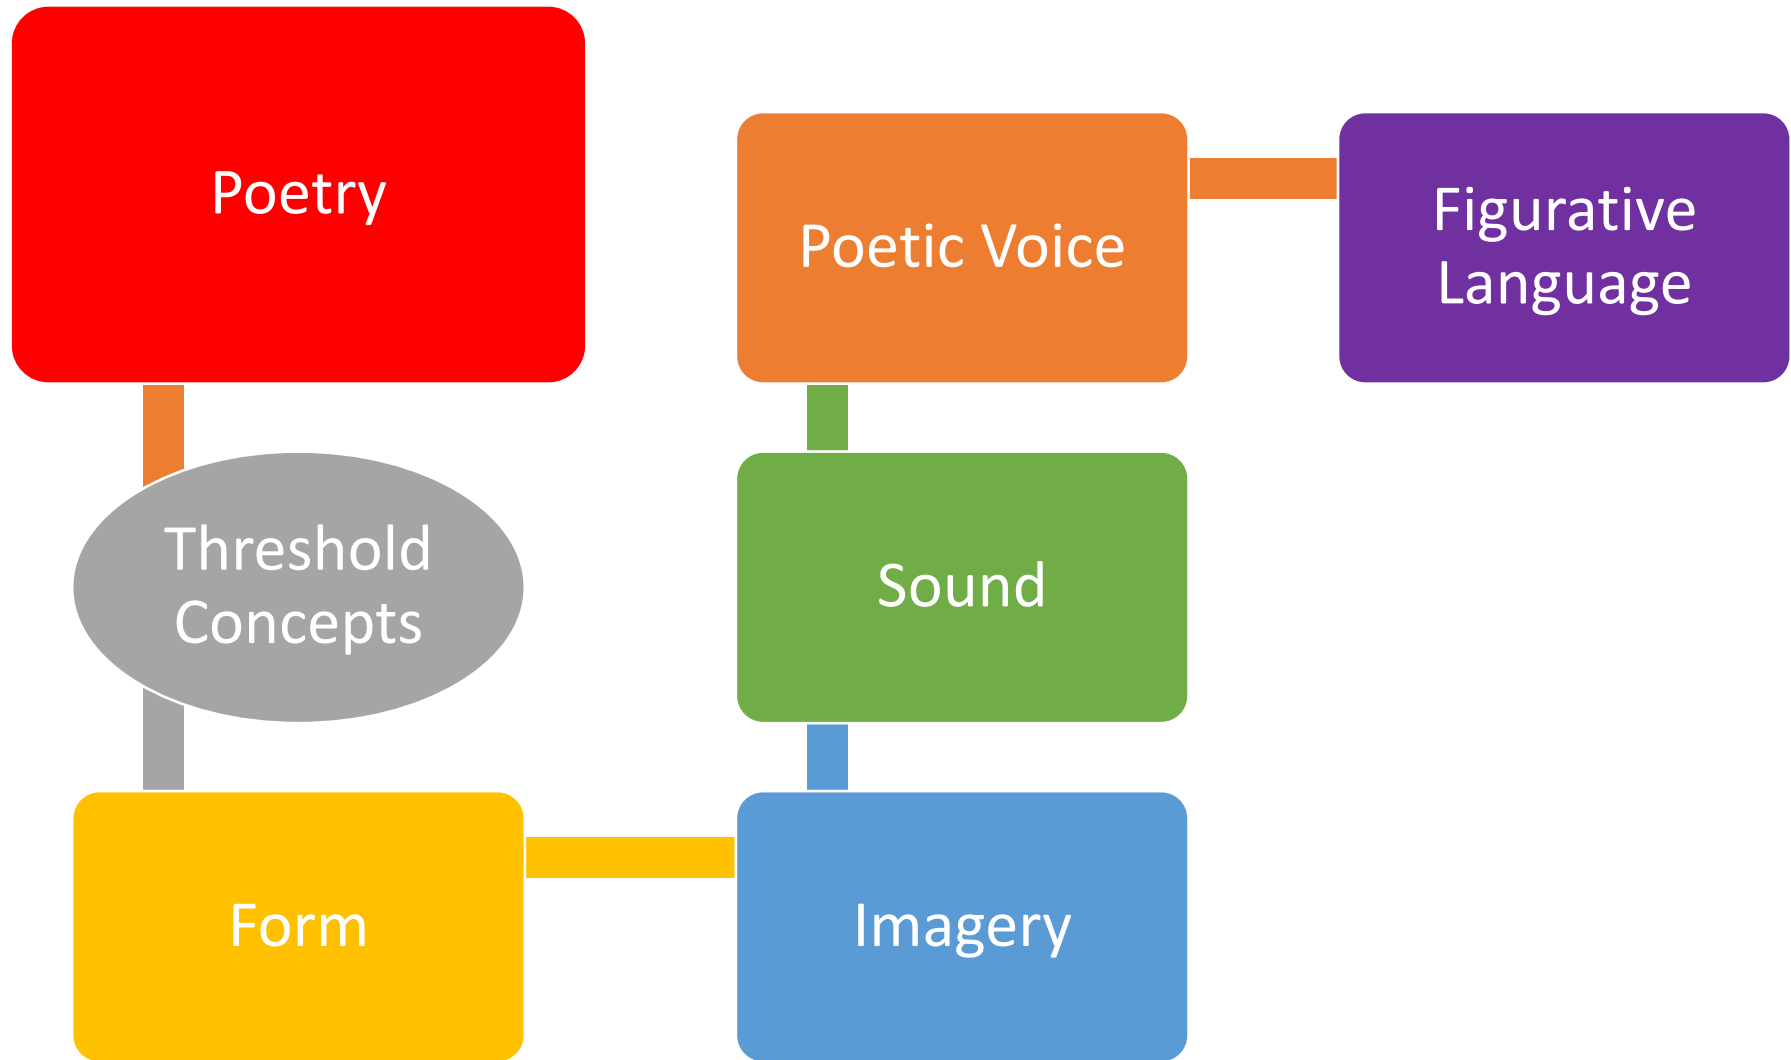 Poetry
Threshold
Concepts
Form
Imagery
Sound
Poetic Voice
Figurative
Language